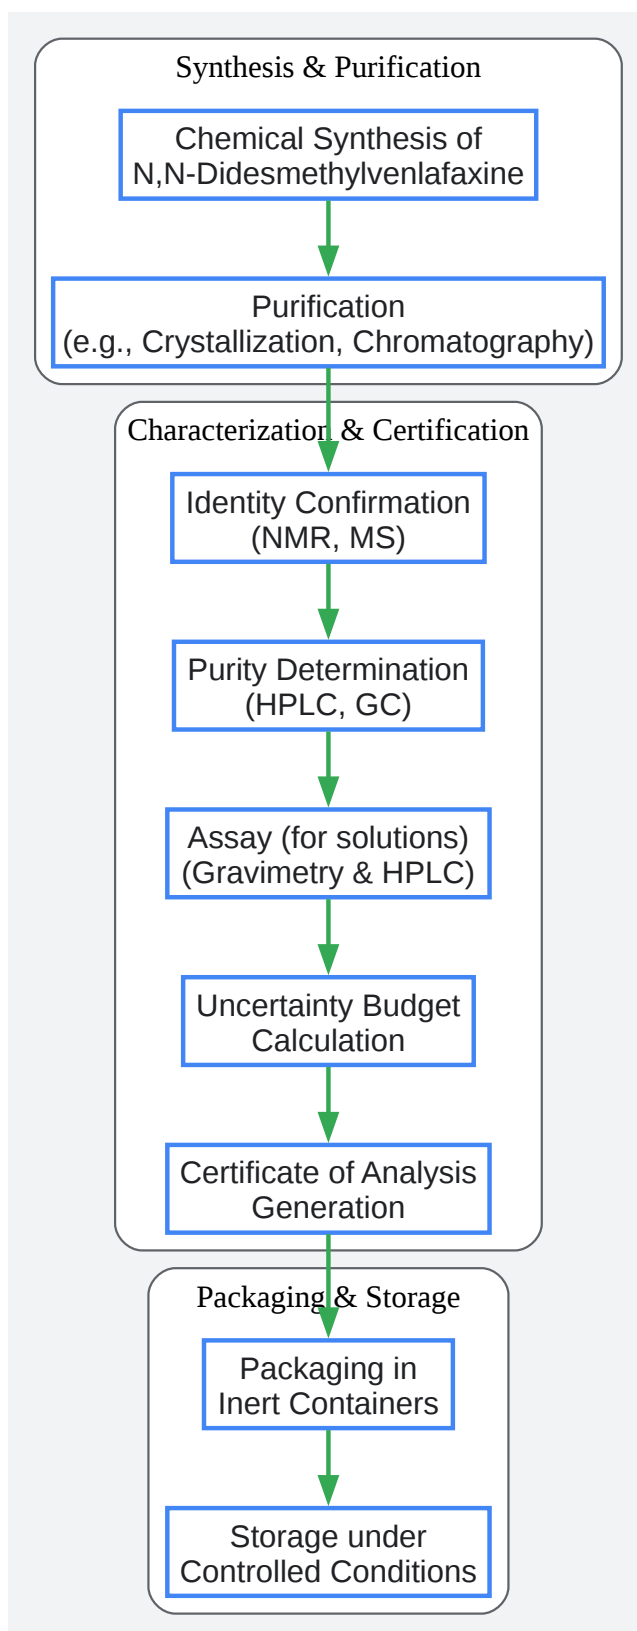 Synthesis & Purification
Chemical Synthesis of
N,N-Didesmethylvenlafaxine
Purification
(e.g., Crystallization, Chromatography)
Characterization & Certification
Identity Confirmation
(NMR, MS)
Purity Determination
(HPLC, GC)
Assay (for solutions)
(Gravimetry & HPLC)
Uncertainty Budget
Calculation
Certificate of Analysis
Generation
Packaging & Storage
Packaging in
Inert Containers
Storage under
Controlled Conditions